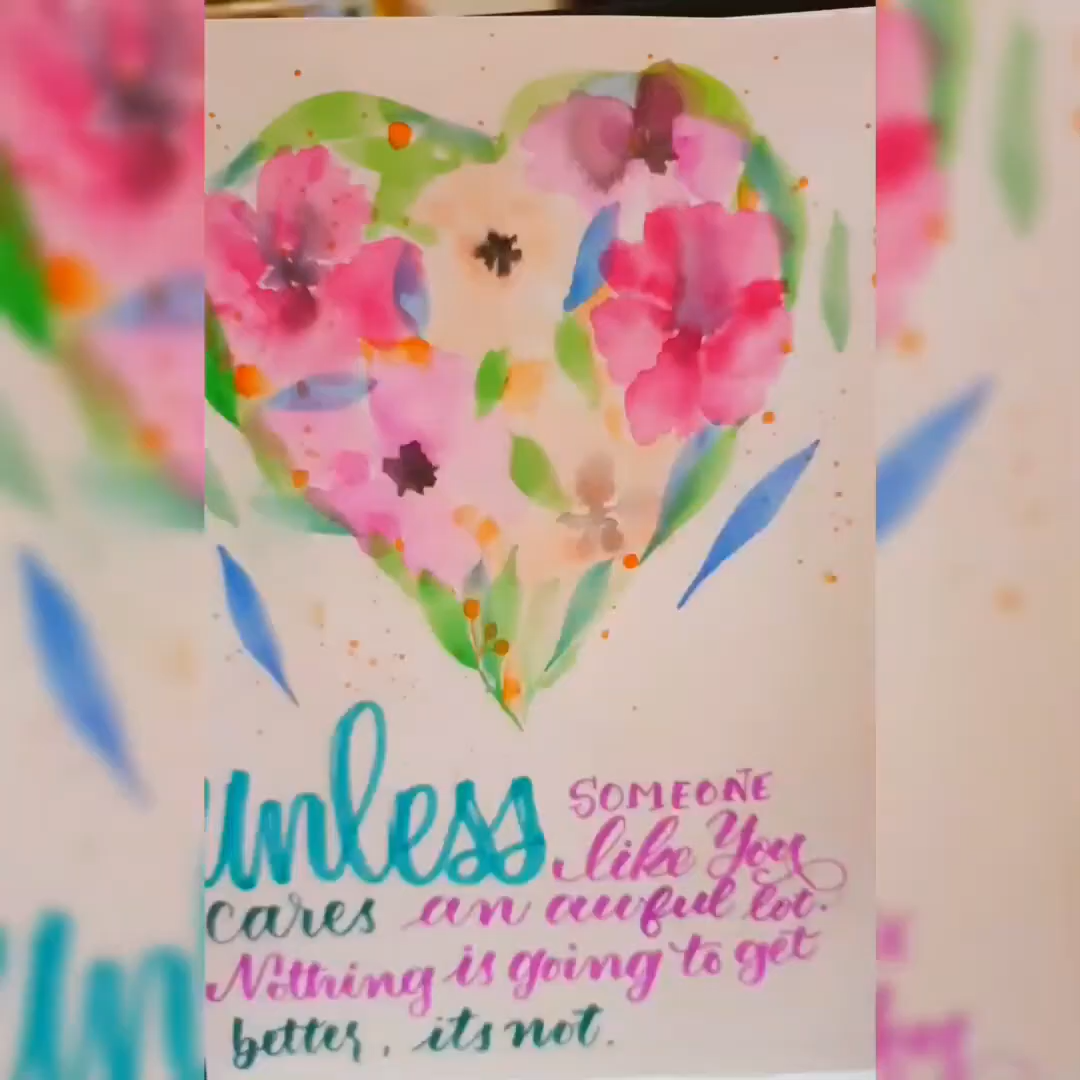 unless SOMEONE
like You
cares an awful lot.
Nothing is going to get
better, its not.